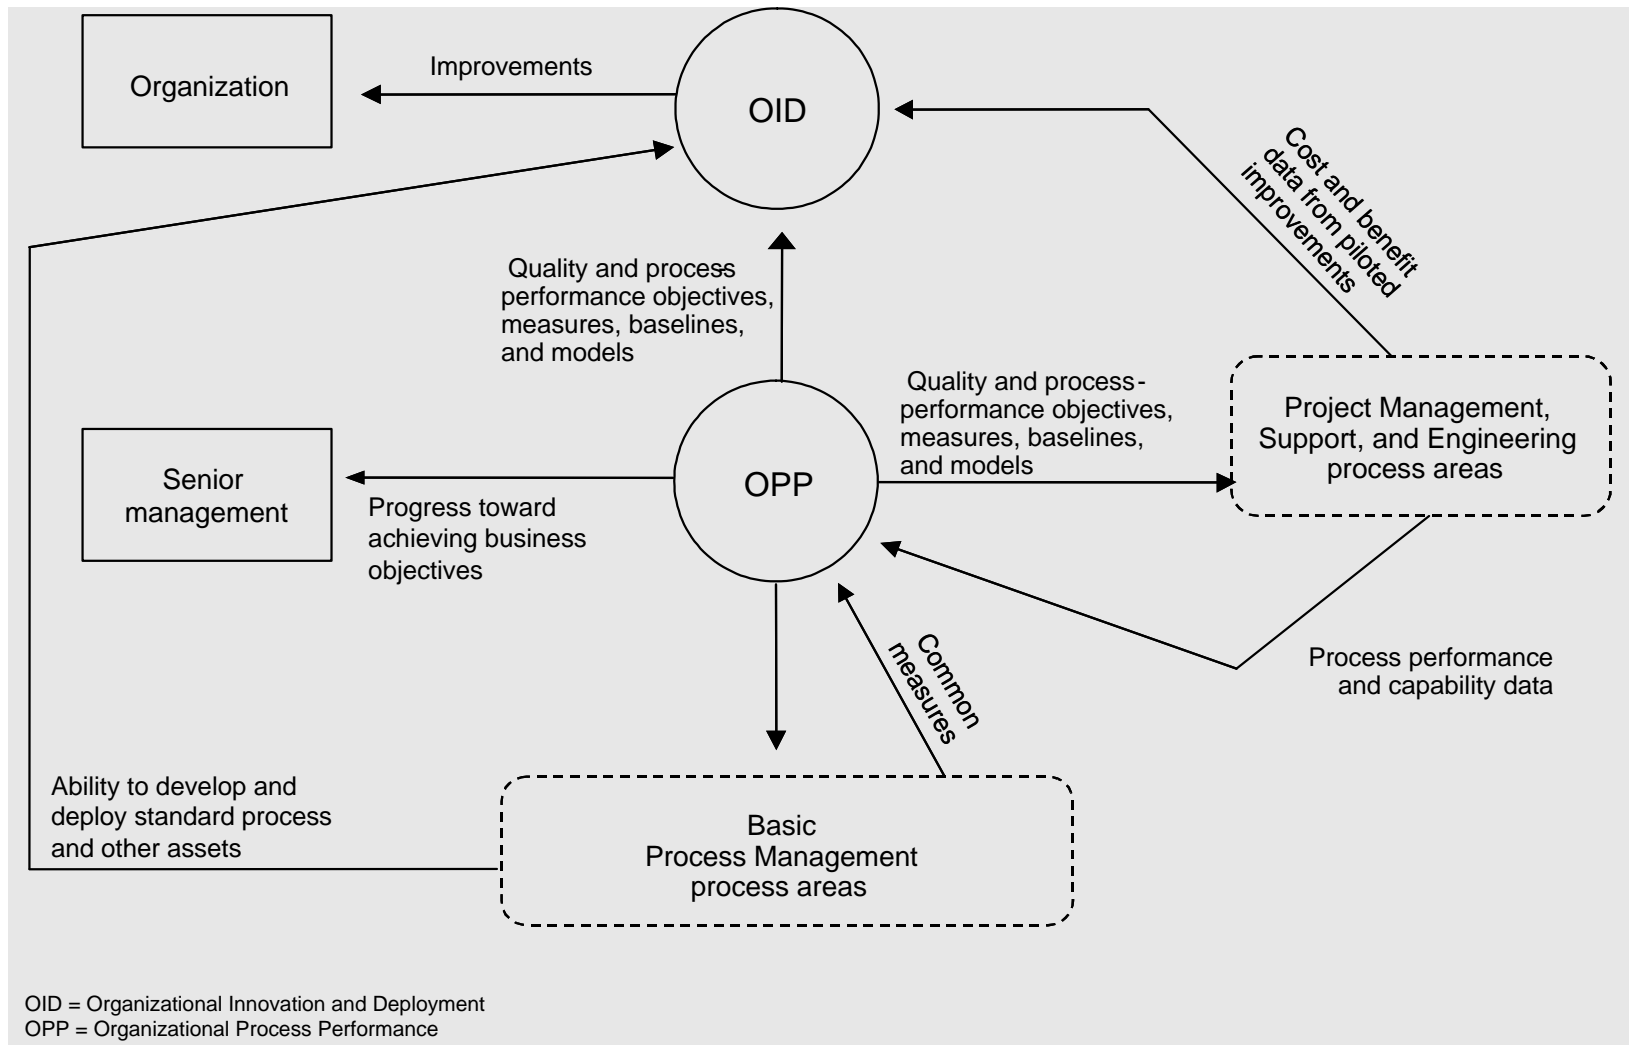 Organization
Improvements
OID
Cost and benefit
data from piloted
improvements
Quality and process-
performance objectives,
measures, baselines,
and models
Quality and process-
performance objectives,
measures, baselines,
and models
Project Management,
Support, and Engineering
process areas
Senior
management
OPP
Progress toward
achieving business
objectives
Common
measures
Process performance
and capability data
Ability to develop and
deploy standard process
and other assets
Basic
Process Management
process areas
OID = Organizational Innovation and Deployment
OPP = Organizational Process Performance